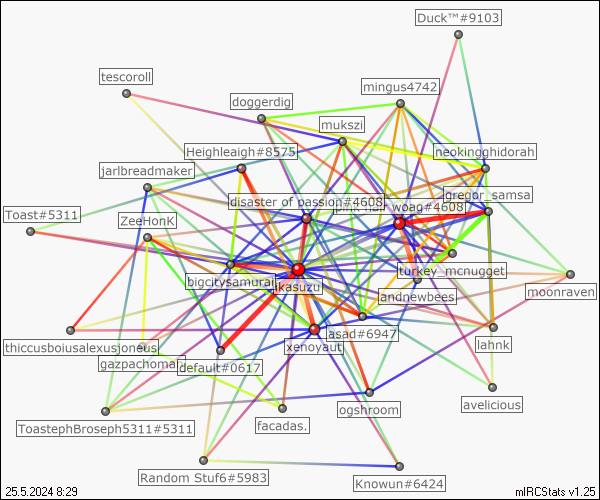 Duck™#9103
tescoroll
mingus4742
doggerdig
mukszi
Heighleaigh#8575
neokingghidorah
jarlbreadmaker
gregor_samsa
disaster of passion#4608
woag#4608
Toast#5311
ZeeHonk
turkey_mcnugget
bigcitysamurai
kasuzu
andnewbees
moonraven
asad#6947
lahnk
thiccusboiusalexusjoneus
xenoyaut
gazpachoma
default#0617
avelicious
ogshroom
facadas.
ToastephBroseph5311#5311
Random Stuf6#5983
Knowun#6424
25.5.2024 8:29
mIRCStats v1.25